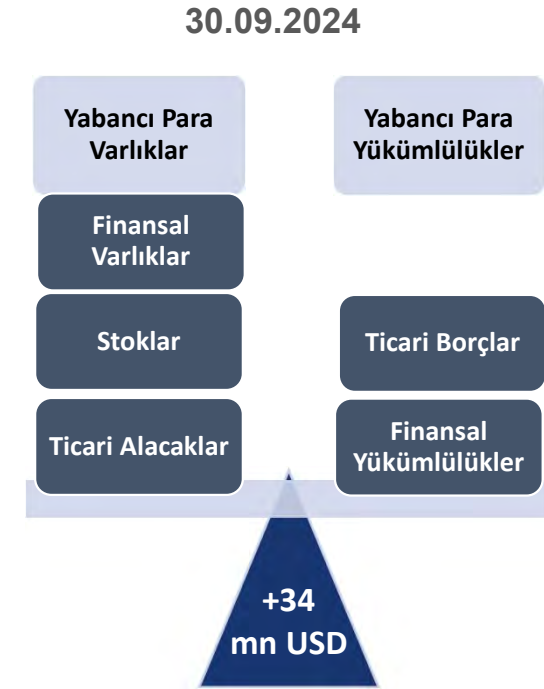 30.09.2024
Yabancı Para
Varlıklar
Finansal
Varlıklar
Stoklar
Ticari Alacaklar
Yabancı Para
Yükümlülükler
Ticari Borçlar
Finansal
Yükümlülükler
+34
mn USD